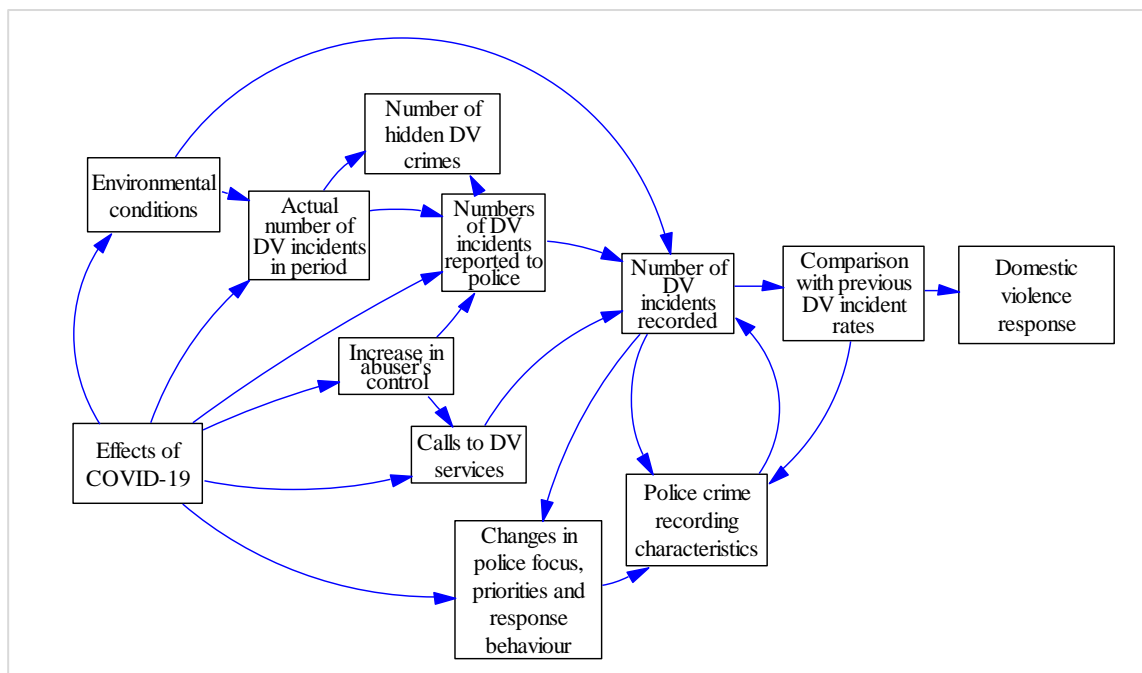 Number of
hidden DV
crimes
Environmental
conditions
Actual
number of
DV incidents
in period
Numbers
of DV
incidents
reported to
police
Number of
DV
incidents
recorded
Comparison
with previous
DV incident
rates
Domestic
violence
response
Increase in
abuser's
control
Effects of
COVID-19
Calls to DV
services
Police crime
recording
characteristics
Changes in
police focus,
priorities and
response
behaviour